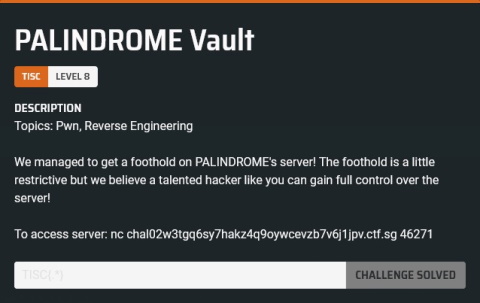 PALINDROME Vault
TISC LEVEL 8
DESCRIPTION
Topics: Pwn, Reverse Engineering
We managed to get a foothold on PALINDROME's server! The foothold is a little
restrictive but we believe a talented hacker like you can gain full control over the
server!
To access server: nc chal02w3tgq6sy7hakz4q9oywcevzb7v6j1jpv.ctf.sg 46271
TISC{.*} CHALLENGE SOLVED